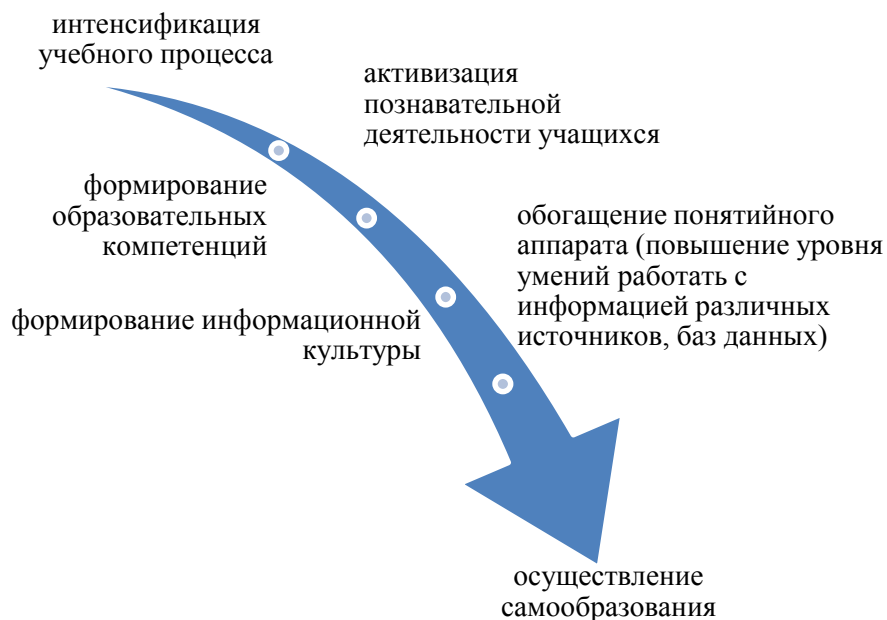 интенсификация
учебного процесса
активизация
познавательной
деятельности учащихся
формирование
образовательных
компетенций
обогащение понятийного
аппарата (повышение уровня
умений работать с
информацией различных
источников, баз данных)
формирование информационной
культуры
осуществление
самообразования